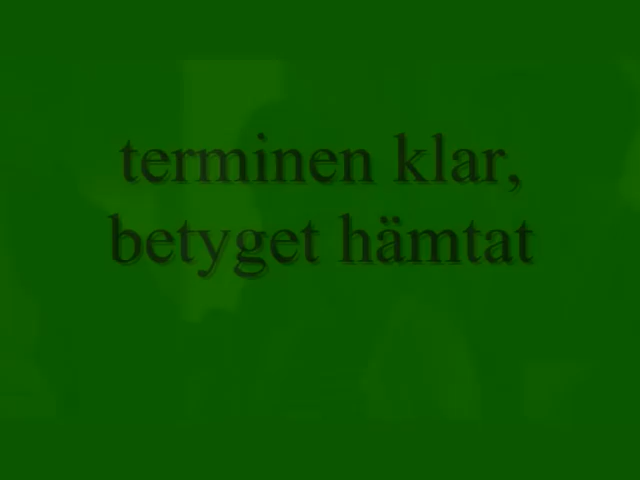 terminen klar,
betyget hämtat